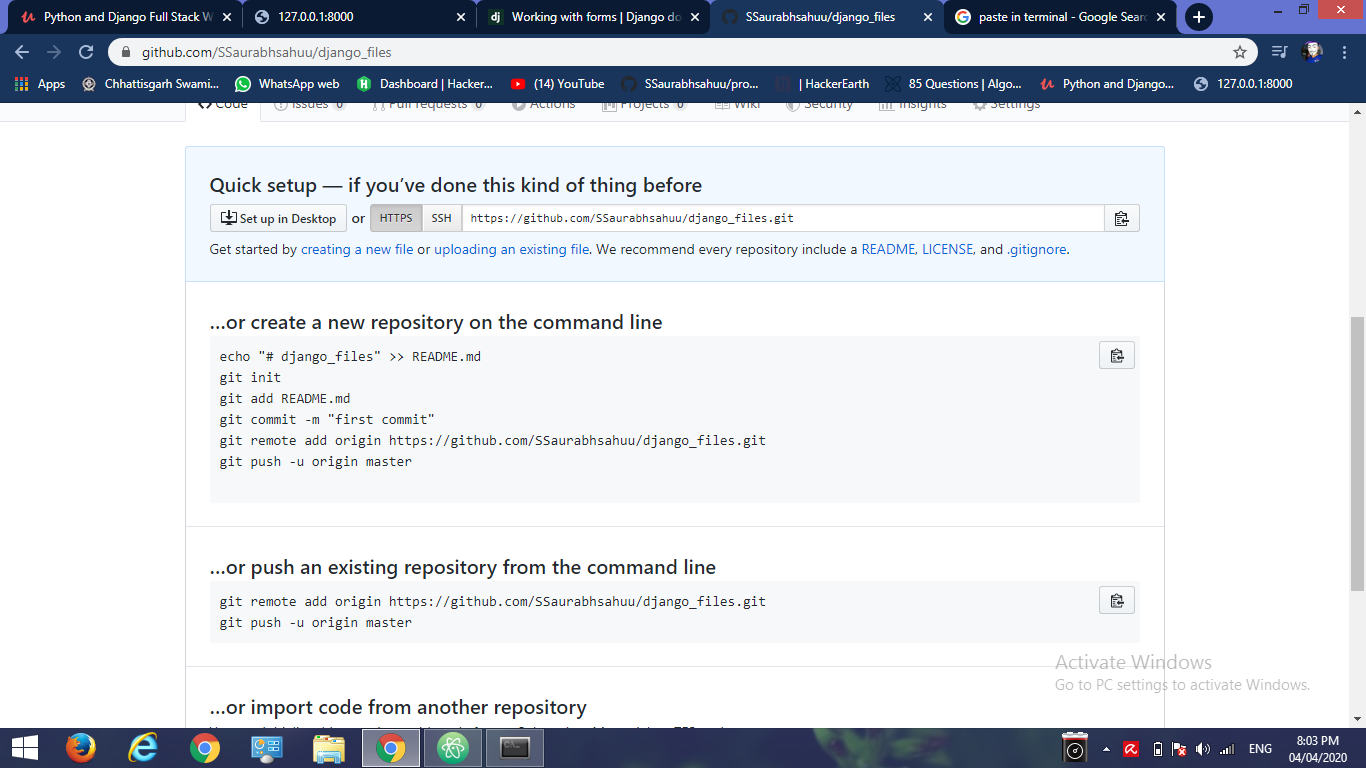 Python and Django Full Stack W
127.0.0.1:8000
Working with forms | Django do
SSaurabhsahuu/django_files
paste in terminal - Google Sear
github.com/SSaurabhsahuu/django_files
Apps
Chhattisgarh Swami...
WhatsApp web
Dashboard | Hacker...
(14) YouTube
SSaurabhsahuu/pro...
| HackerEarth
85 Questions | Algo...
Python and Django...
127.0.0.1:8000
Code
Issues 0
Pull requests 0
Actions
Projects 0
Wiki
Security
Insights
Settings
Quick setup — if you’ve done this kind of thing before
Set up in Desktop or HTTPS SSH https://github.com/SSaurabhsahuu/django_files.git
Get started by creating a new file or uploading an existing file. We recommend every repository include a README, LICENSE, and .gitignore.
…or create a new repository on the command line
echo "# django_files" >> README.md
git init
git add README.md
git commit -m "first commit"
git remote add origin https://github.com/SSaurabhsahuu/django_files.git
git push -u origin master
…or push an existing repository from the command line
git remote add origin https://github.com/SSaurabhsahuu/django_files.git
git push -u origin master
Activate Windows
Go to PC settings to activate Windows.
…or import code from another repository
ENG
8:03 PM
04/04/2020